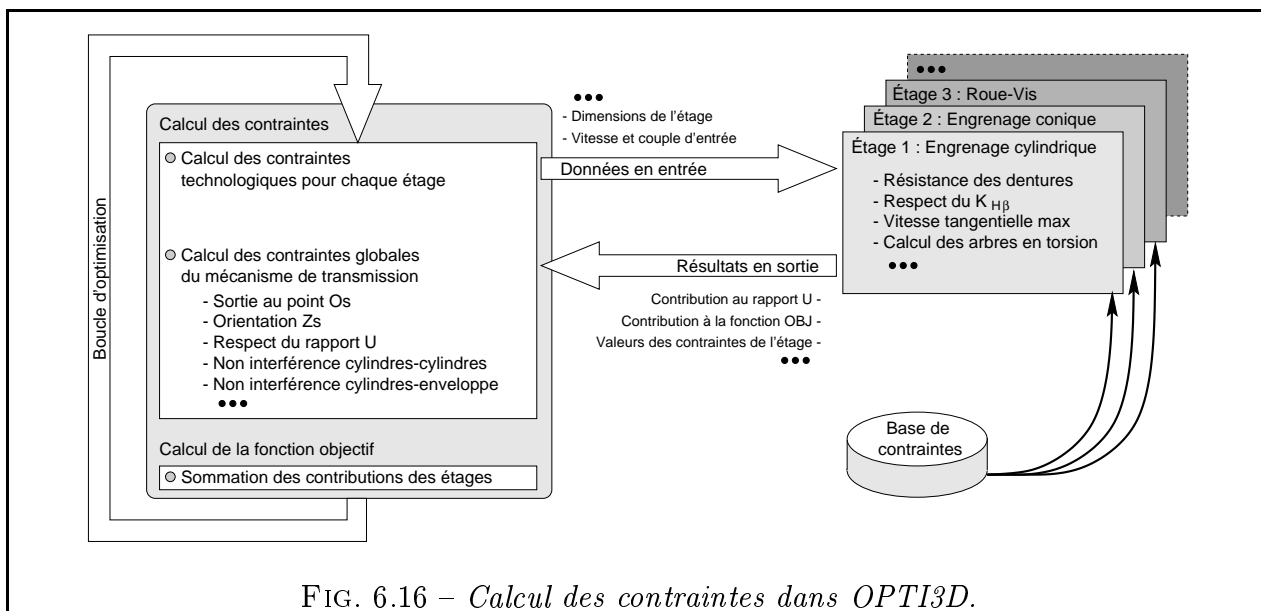 Boucle d'optimisation
Calcul des contraintes
Calcul des contraintes
technologiques pour chaque étage
Calcul des contraintes globales
du mécanisme de transmission
- Sortie au point Os
- Orientation Zs
- Respect du rapport U
- Non interférence cylindres-cylindres
- Non interférence cylindres-enveloppe
●●●
Calcul de la fonction objectif
Sommation des contributions des étages
●●●
- Dimensions de l'étage
- Vitesse et couple d'entrée
Données en entrée
Résultats en sortie
Contribution au rapport U -
Contribution à la fonction OBJ -
Valeurs des contraintes de l'étage -
●●●
●●●
Étage 3 : Roue-Vis
Étage 2 : Engrenage conique
Étage 1 : Engrenage cylindrique
- Résistance des dentures
- Respect du K Hβ
- Vitesse tangentielle max
- Calcul des arbres en torsion
●●●
Base de
contraintes
FIG. 6.16 – Calcul des contraintes dans OPTI3D.